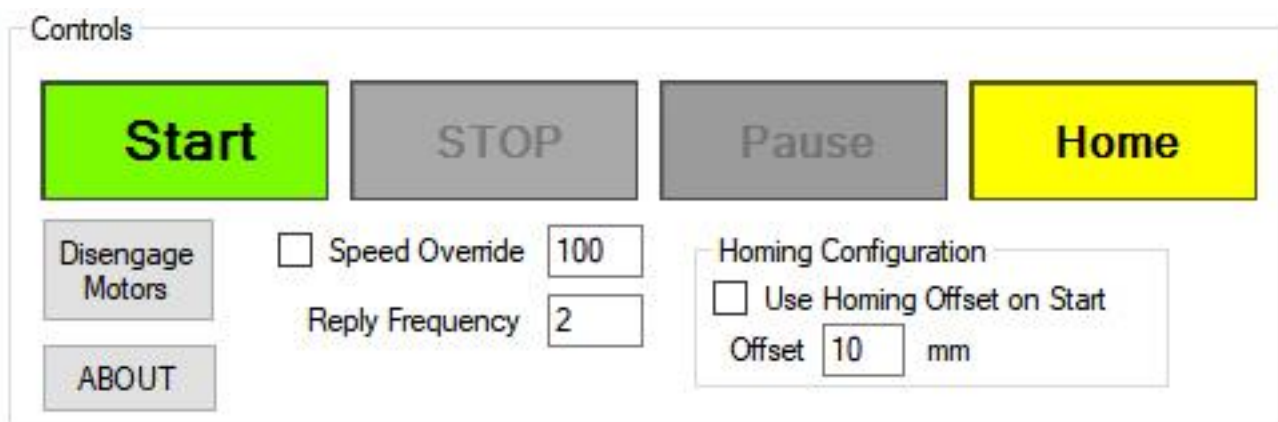 Controls
Start
STOP
Pause
Home
Disengage
Motors
Speed Override
100
Reply Frequency
2
Homing Configuration
Use Homing Offset on Start
Offset
10
mm
ABOUT